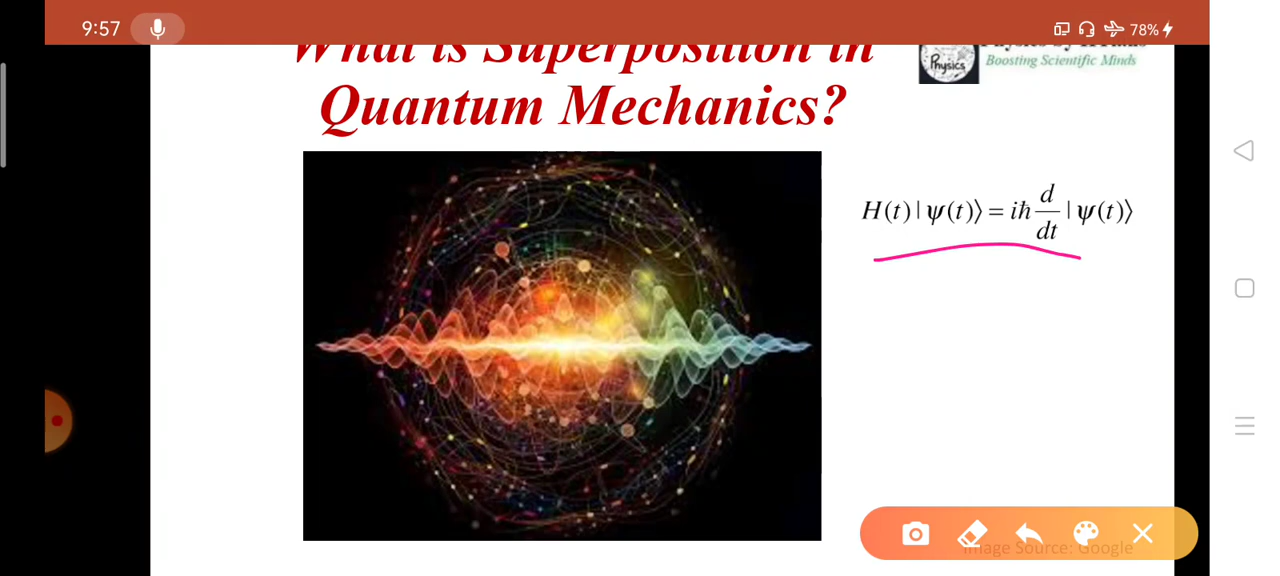 9:57
78%
What is Superposition in
Quantum Mechanics?
Physics
Boosting Scientific Minds
H(t) | ψ(t)⟩ = iħ d/dt | ψ(t)⟩
Image Source: Google